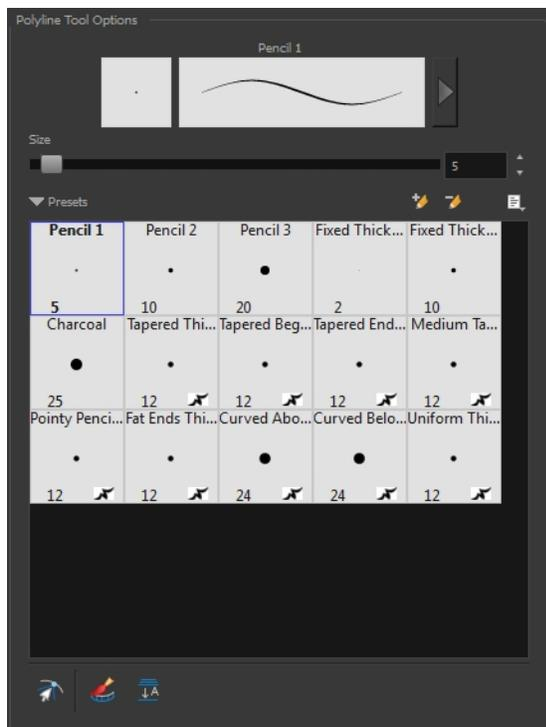 Polyline Tool Options
Pencil 1
Size
5
Presets
Pencil 1 Pencil 2 Pencil 3 Fixed Thick... Fixed Thick...
5 10 20 2 10
Charcoal Tapered Thi... Tapered Beg... Tapered End... Medium Ta...
25 12 12 12 12
Pointy Penci... Fat Ends Thi... Curved Abo... Curved Belo... Uniform Thi...
12 12 24 24 12
A